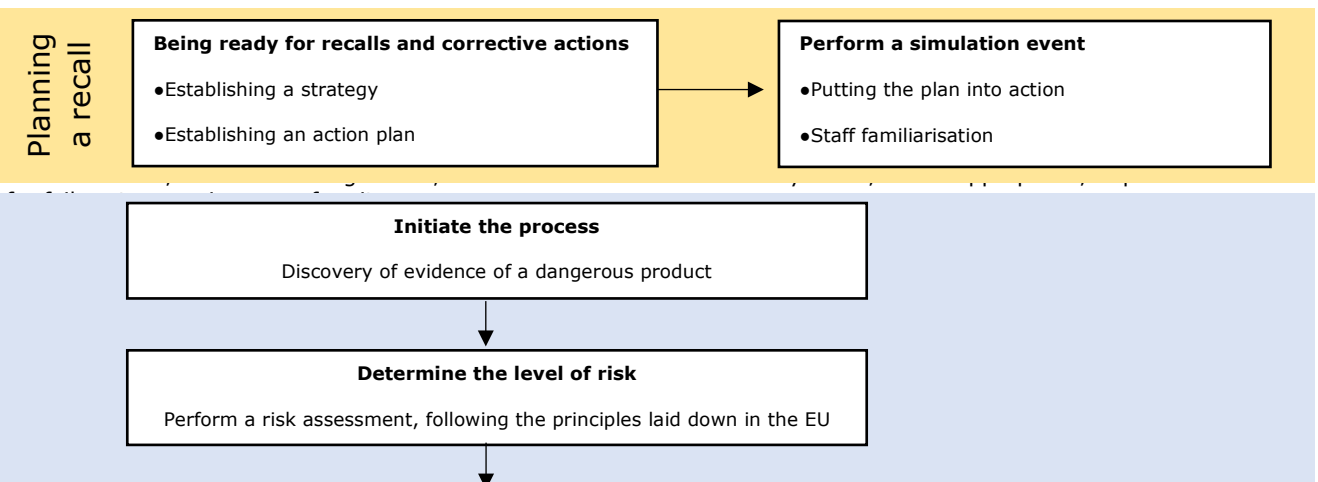 Planning
a recall
Being ready for recalls and corrective actions
●Establishing a strategy
●Establishing an action plan
Perform a simulation event
●Putting the plan into action
●Staff familiarisation
Initiate the process
Discovery of evidence of a dangerous product
Determine the level of risk
Perform a risk assessment, following the principles laid down in the EU